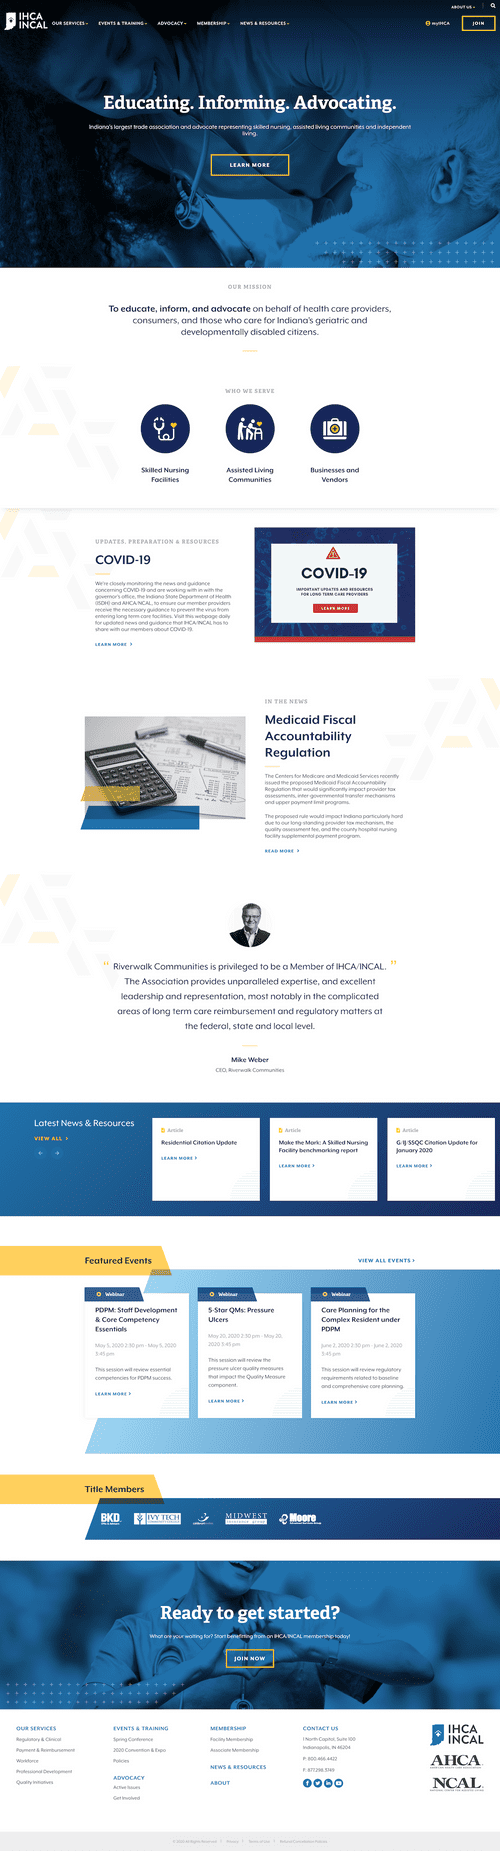 IHCA
INCAL
ABOUT US
OUR SERVICES
EVENTS & TRAINING
ADVOCACY
MEMBERSHIP
NEWS & RESOURCES
myIHCA
JOIN
Educating. Informing. Advocating.
Indiana's largest trade association and advocate representing skilled nursing, assisted living communities and independent
living.
LEARN MORE
OUR MISSION
To educate, inform, and advocate on behalf of health care providers,
consumers, and those who care for Indiana's geriatric and
developmentally disabled citizens.
WHO WE SERVE
Skilled Nursing
Facilities
Assisted Living
Communities
Businesses and
Vendors
UPDATES, PREPARATION & RESOURCES
COVID-19
We're closely monitoring the news and guidance
concerning COVID-19 and are working in with the
governor's office, the Indiana State Department of Health
(ISDH) and AHCA/NCAL, to ensure our member providers
receive the necessary guidance to prevent the virus from
entering long term care facilities. Visit this webpage daily
for updated news and guidance that IHCA/INCAL has to
share with our members about COVID-19.
LEARN MORE
COVID-19
IMPORTANT UPDATES AND RESOURCES
FOR LONG TERM CARE PROVIDERS
LEARN MORE
IN THE NEWS
Medicaid Fiscal
Accountability
Regulation
The Centers for Medicare and Medicaid Services recently
issued the proposed Medicaid Fiscal Accountability
Regulation that would significantly impact provider tax
assessments, inter-governmental transfer mechanisms
and upper payment limit programs.
The proposed rule would impact Indiana particularly hard
due to our long-standing provider tax mechanism, the
quality assessment fee, and the county hospital nursing
facility supplemental payment program.
READ MORE
“ Riverwalk Communities is privileged to be a Member of IHCA/INCAL. ”
The Association provides unparalleled expertise, and excellent
leadership and representation, most notably in the complicated
areas of long term care reimbursement and regulatory matters at
the federal, state and local level.
Mike Weber
CEO, Riverwalk Communities
Latest News & Resources
VIEW ALL
Article
Residential Citation Update
LEARN MORE
Article
Make the Mark: A Skilled Nursing
Facility benchmarking report
LEARN MORE
Article
G/IJ/SSQC Citation Update for
January 2020
LEARN MORE
Featured Events
VIEW ALL EVENTS
Webinar
PDPM: Staff Development
& Core Competency
Essentials
May 5, 2020 2:30 pm - May 5, 2020
3:45 pm
This session will review essential
competencies for PDPM success.
LEARN MORE
Webinar
5-Star QMs: Pressure
Ulcers
May 20, 2020 2:30 pm - May 20,
2020 3:45 pm
This session will review the
pressure ulcer quality measures
that impact the Quality Measure
component.
LEARN MORE
Webinar
Care Planning for the
Complex Resident under
PDPM
June 2, 2020 2:30 pm - June 2, 2020
3:45 pm
This session will review regulatory
requirements related to baseline
and comprehensive care planning.
LEARN MORE
Title Members
BKD
IVY TECH
MIDWEST
Moore
Ready to get started?
What are your waiting for? Start benefitting from an IHCA/INCAL membership today!
JOIN NOW
OUR SERVICES
Regulatory & Clinical
Payment & Reimbursement
Workforce
Professional Development
Quality Initiatives
EVENTS & TRAINING
Spring Conference
2020 Convention & Expo
Policies
ADVOCACY
Active Issues
Get Involved
MEMBERSHIP
Facility Membership
Associate Membership
NEWS & RESOURCES
ABOUT
CONTACT US
1 North Capitol, Suite 100
Indianapolis, IN 46204
P: 800.466.4422
F: 877.298.3749
IHCA
INCAL
AHCA
NCAL
© 2020 All Rights Reserved
Privacy
Terms of Use
Refund/Cancellation Policies